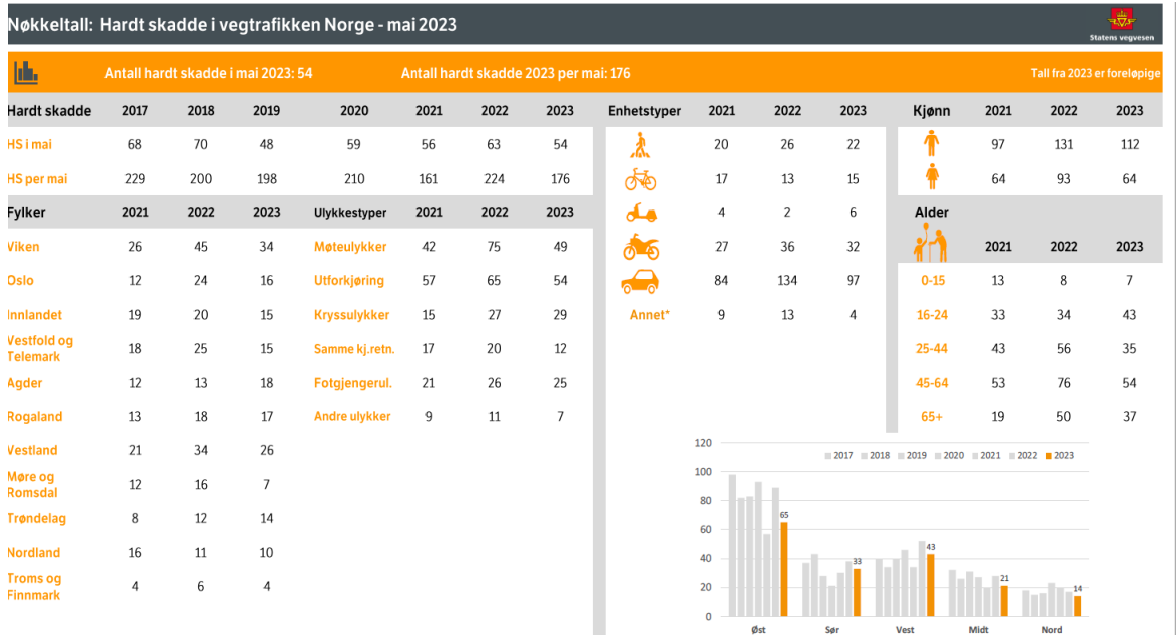 Nøkkeltall: Hardt skadde i vegtrafikken Norge - mai 2023
Statens vegvesen
Antall hardt skadde i mai 2023: 54 Antall hardt skadde 2023 per mai: 176 Tall fra 2023 er foreløpige
Hardt skadde 2017 2018 2019 2020 2021 2022 2023
HS i mai 68 70 48 59 56 63 54
HS per mai 229 200 198 210 161 224 176
Fylker 2021 2022 2023 Ulykkestyper 2021 2022 2023
Viken 26 45 34 Møteulykker 42 75 49
Oslo 12 24 16 Utforkjøring 57 65 54
Innlandet 19 20 15 Kryssulykker 15 27 29
Vestfold og
Telemark 18 25 15 Samme kj.retn. 17 20 12
Agder 12 13 18 Fotgjengerul. 21 26 25
Rogaland 13 18 17 Andre ulykker 9 11 7
Vestland 21 34 26
Møre og
Romsdal 12 16 7
Trøndelag 8 12 14
Nordland 16 11 10
Troms og
Finnmark 4 6 4
Enhetstyper 2021 2022 2023
20 26 22
17 13 15
4 2 6
27 36 32
84 134 97
Annet* 9 13 4
Kjønn 2021 2022 2023
97 131 112
64 93 64
Alder
2021 2022 2023
0-15 13 8 7
16-24 33 34 43
25-44 43 56 35
45-64 53 76 54
65+ 19 50 37
2017 2018 2019 2020 2021 2022 2023
120
100
80
60
40
20
0
65 33 43 21 14
Øst Sør Vest Midt Nord